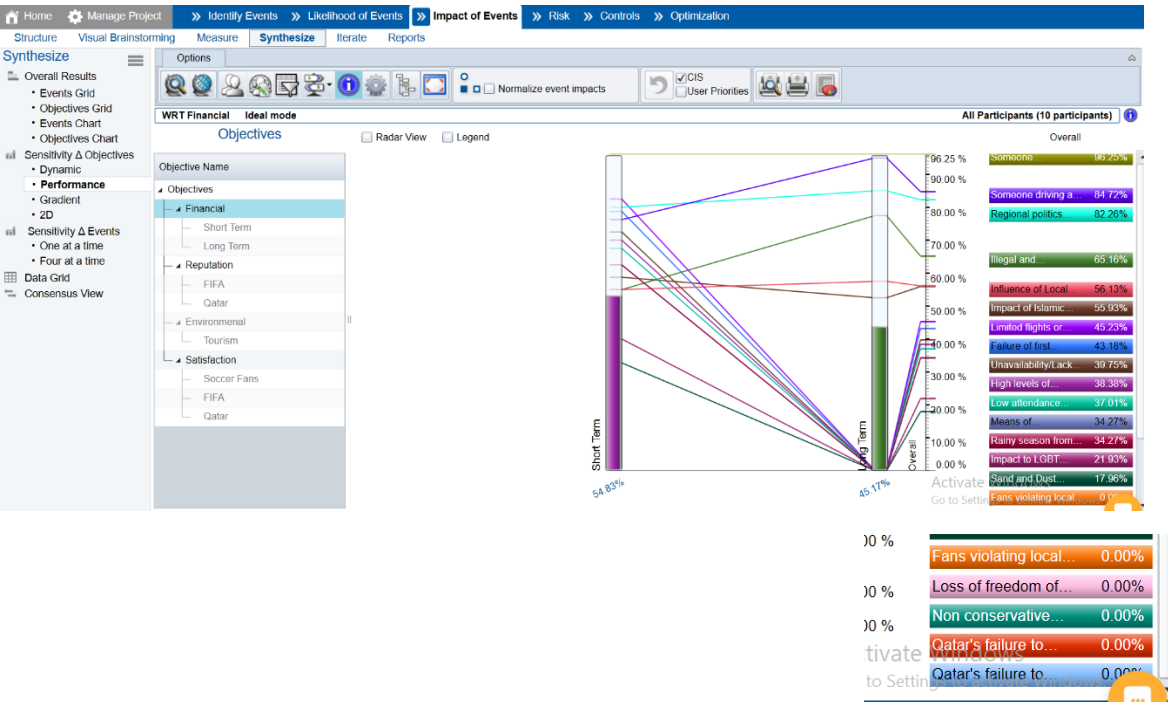 Home Manage Project » Identify Events » Likelihood of Events » Impact of Events » Risk » Controls » Optimization
Structure Visual Brainstorming Measure Synthesize Iterate Reports
Synthesize
Overall Results
• Events Grid
• Objectives Grid
• Events Chart
• Objectives Chart
Sensitivity Δ Objectives
• Dynamic
• Performance
• Gradient
• 2D
Sensitivity Δ Events
• One at a time
• Four at a time
Data Grid
Consensus View
Options
Normalize event impacts
CIS
User Priorities
WRT Financial Ideal mode
All Participants (10 participants)
Objectives
Radar View Legend
Overall
Objective Name
Objectives
Financial
Short Term
Long Term
Reputation
FIFA
Qatar
Environmenal
Tourism
Satisfaction
Soccer Fans
FIFA
Qatar
Short Term
54.83%
Long Term
45.17%
Overall
96.25 %
90.00 %
80.00 %
70.00 %
60.00 %
50.00 %
40.00 %
30.00 %
20.00 %
10.00 %
0.00 %
Someone... 96.25%
Someone driving a... 84.72%
Regional politics... 82.26%
Illegal and... 65.16%
Influence of Local... 56.13%
Impact of Islamic... 55.93%
Limited flights or... 45.23%
Failure of first... 43.18%
Unavailability/Lack... 39.75%
High levels of... 38.38%
Low attendance... 37.01%
Means of... 34.27%
Rainy season from... 34.27%
Impact to LGBT... 21.93%
Sand and Dust... 17.96%
Fans violating local... 0.00%
Activate Windows
Go to Settings to activate Windows.
00 %
Fans violating local... 0.00%
00 %
Loss of freedom of... 0.00%
00 %
Non conservative... 0.00%
Qatar's failure to... 0.00%
Qatar's failure to... 0.00%
tivate Windows
to Settings to activate Windows.